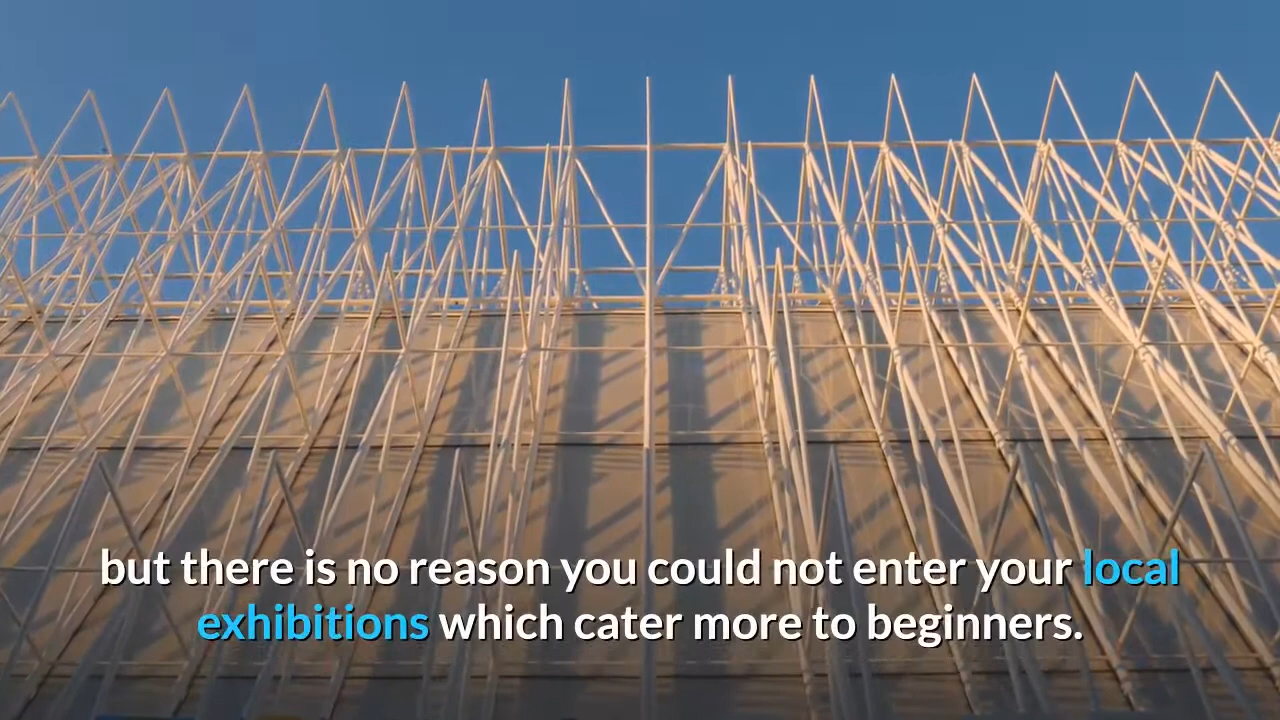 but there is no reason you could not enter your local
exhibitions which cater more to beginners.